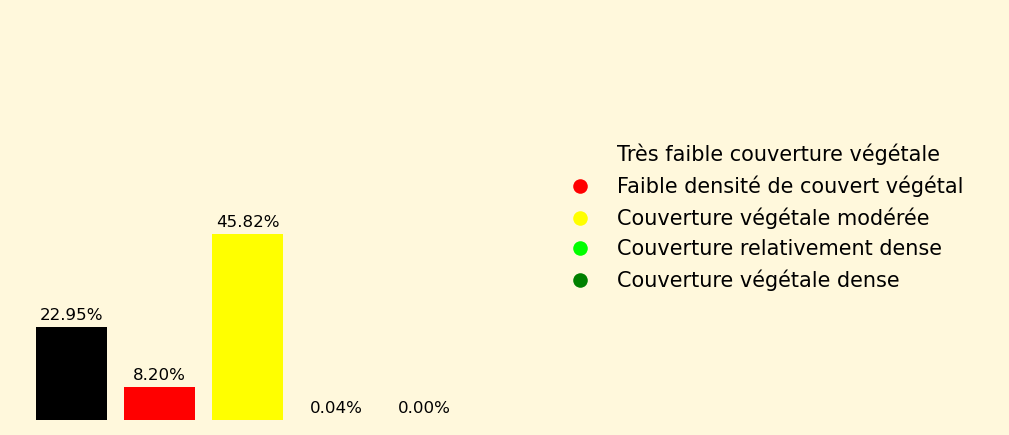 45.82%
22.95%
8.20%
0.04%
0.00%
Très faible couverture végétale
Faible densité de couvert végétal
Couverture végétale modérée
Couverture relativement dense
Couverture végétale dense